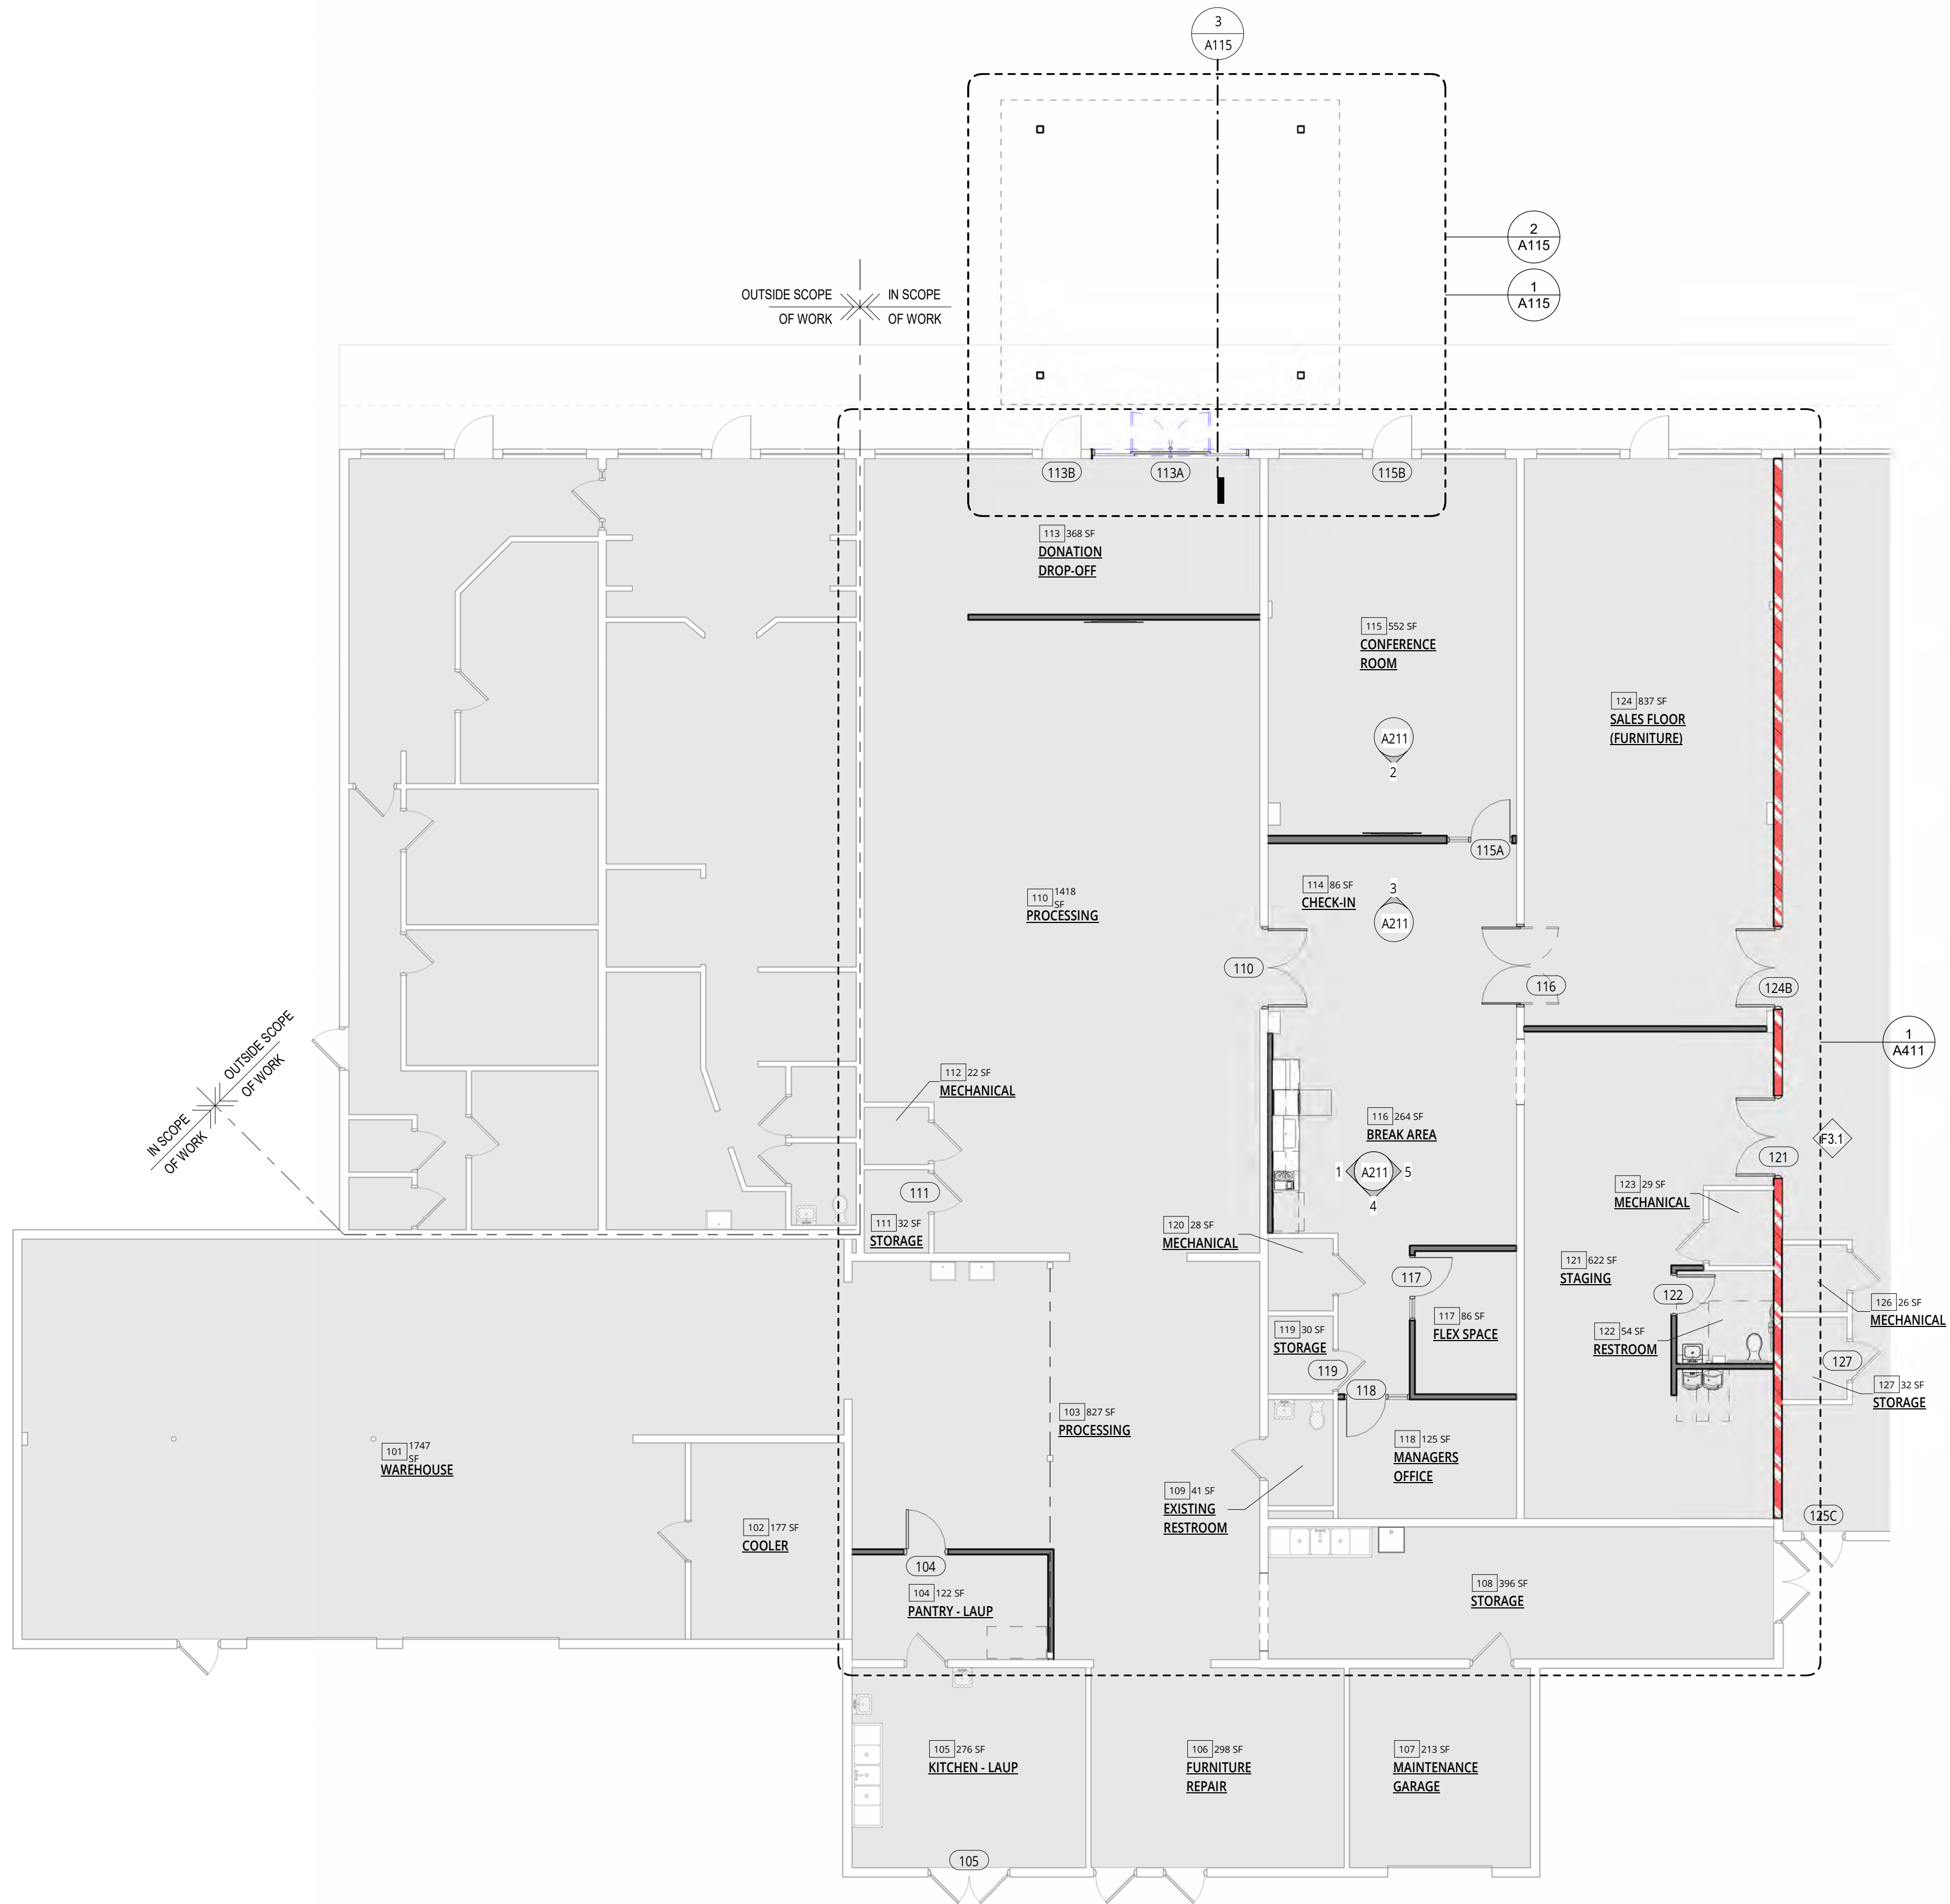 3
A115
2
A115
1
A115
OUTSIDE SCOPE
OF WORK
IN SCOPE
OF WORK
113B
113A
115B
113 368 SF
DONATION
DROP-OFF
115 552 SF
CONFERENCE
ROOM
124 837 SF
SALES FLOOR
(FURNITURE)
A211
2
115A
110 1418
SF
PROCESSING
114 86 SF
CHECK-IN
3
A211
110
116
124B
1
A411
OUTSIDE SCOPE
OF WORK
IN SCOPE
OF WORK
112 22 SF
MECHANICAL
116 264 SF
BREAK AREA
F3.1
121
1
A211
5
4
111
123 29 SF
MECHANICAL
111 32 SF
STORAGE
120 28 SF
MECHANICAL
121 622 SF
STAGING
117
122
126 26 SF
MECHANICAL
117 86 SF
FLEX SPACE
119 30 SF
STORAGE
122 54 SF
RESTROOM
119
118
127
127 32 SF
STORAGE
103 827 SF
PROCESSING
101 1747
SF
WAREHOUSE
118 125 SF
MANAGERS
OFFICE
109 41 SF
EXISTING
RESTROOM
125C
102 177 SF
COOLER
104
104 122 SF
PANTRY - LAUP
108 396 SF
STORAGE
105 276 SF
KITCHEN - LAUP
106 298 SF
FURNITURE
REPAIR
107 213 SF
MAINTENANCE
GARAGE
105